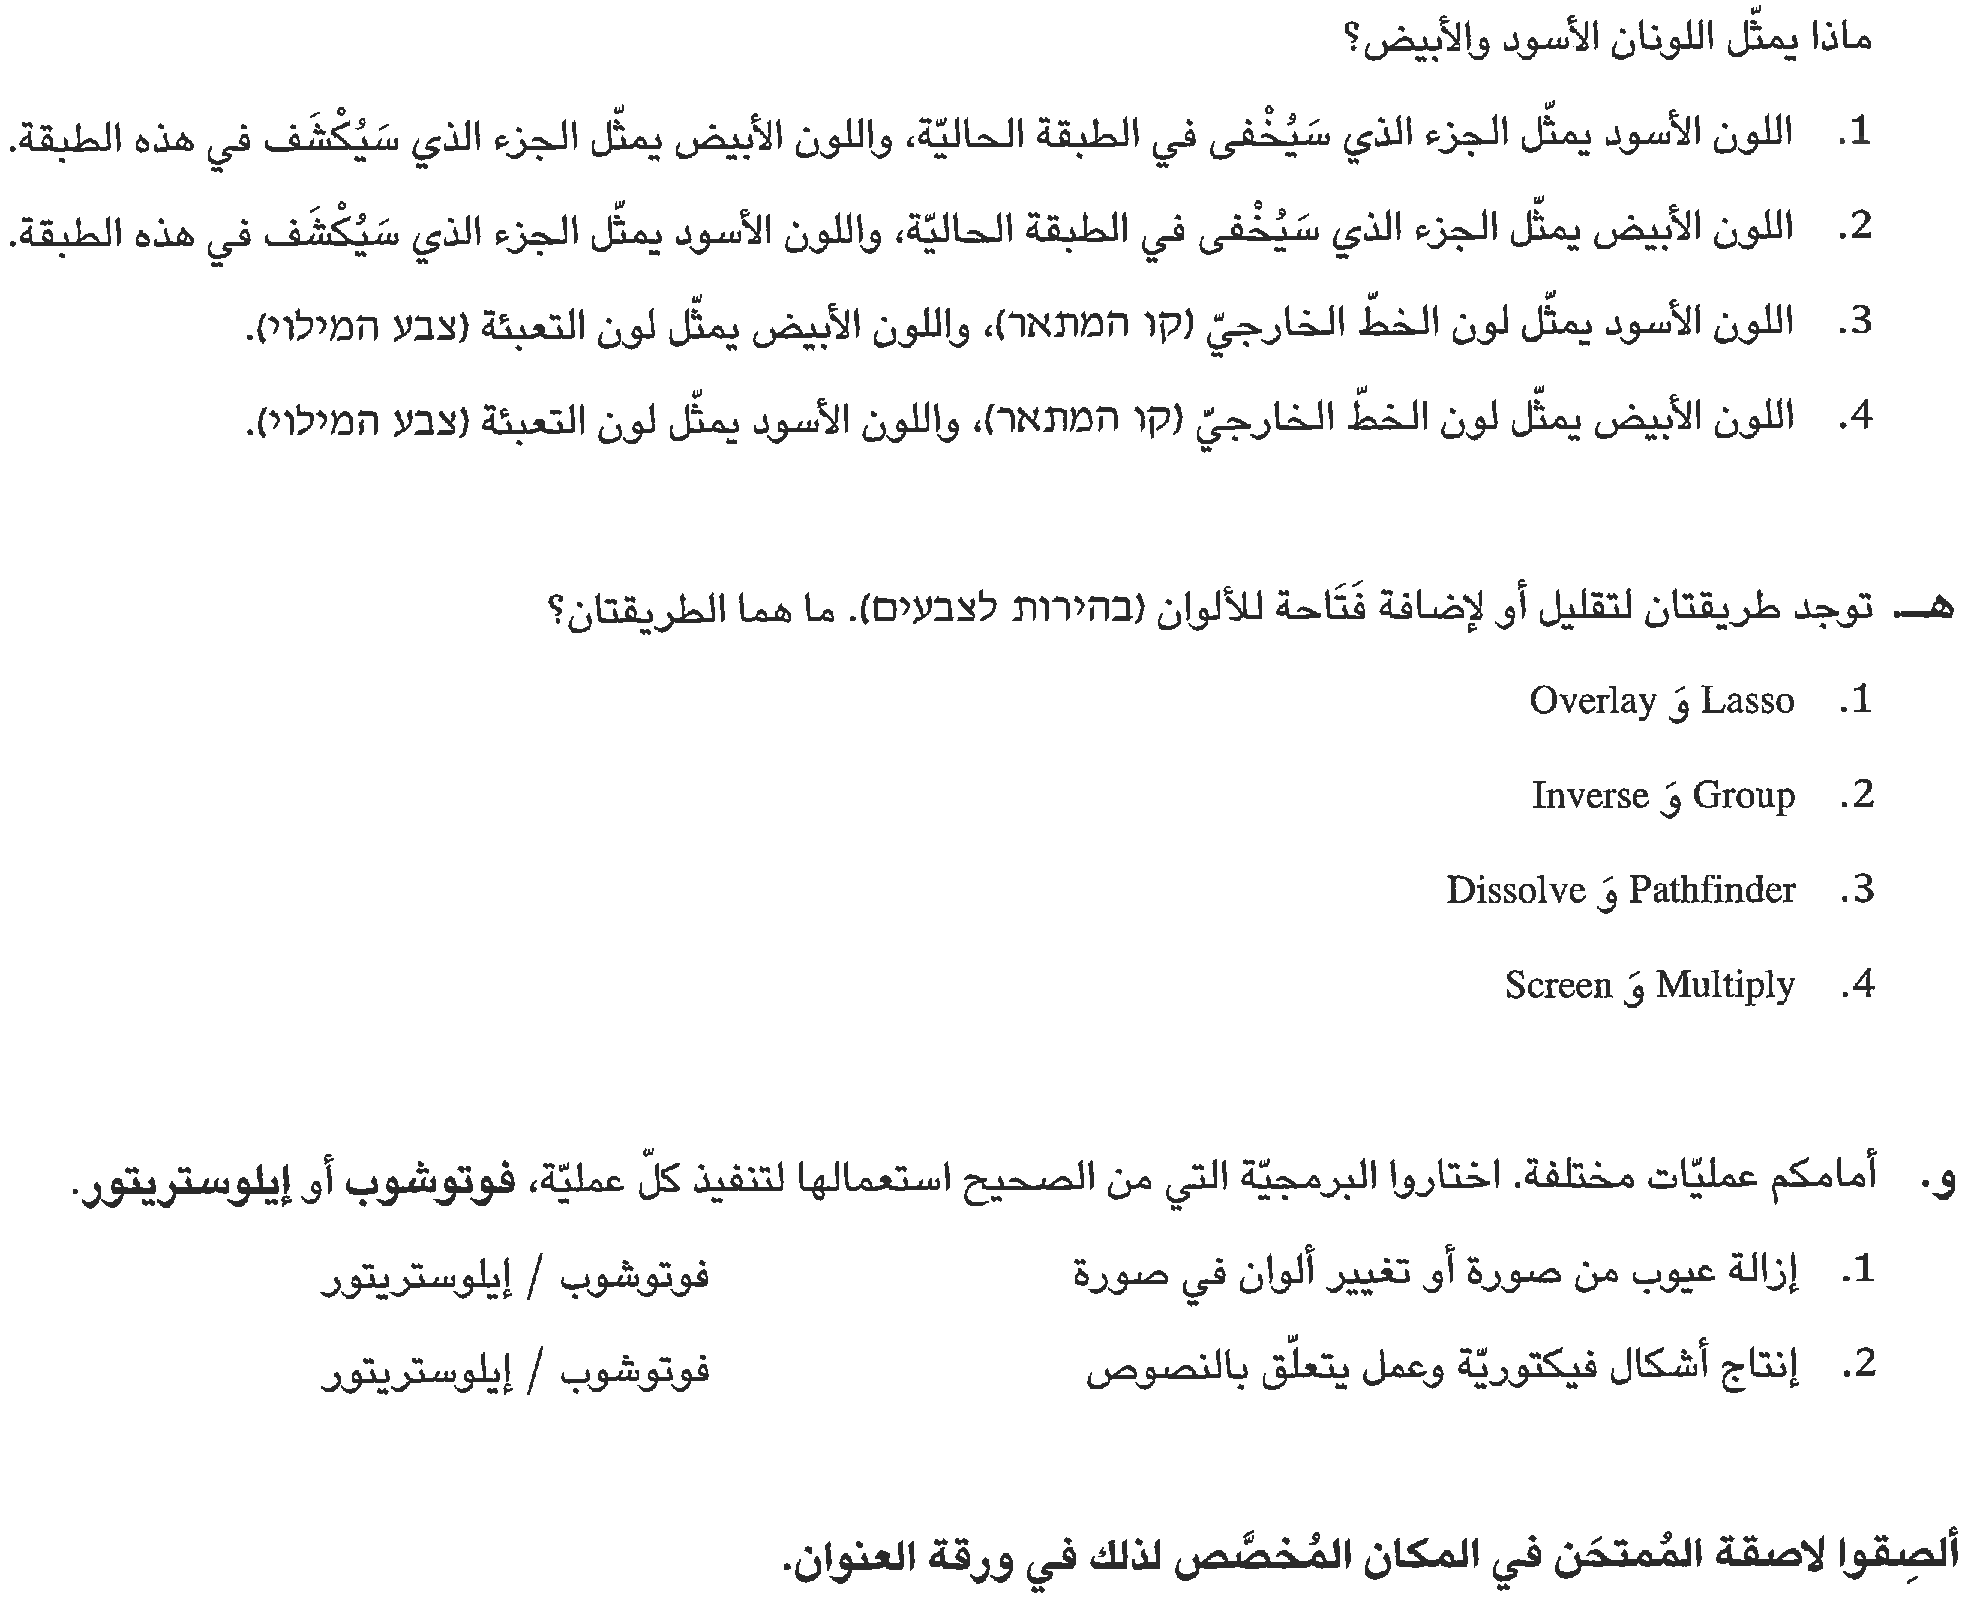 ماذا يمثّل اللونان الأسود والأبيض؟
1. اللون الأسود يمثّل الجزء الذي سَيُخْفى في الطبقة الحاليّة، واللون الأبيض يمثّل الجزء الذي سَيُكْشَف في هذه الطبقة.
2. اللون الأبيض يمثّل الجزء الذي سَيُخْفى في الطبقة الحاليّة، واللون الأسود يمثّل الجزء الذي سَيُكْشَف في هذه الطبقة.
3. اللون الأسود يمثّل لون الخطّ الخارجيّ (קו המתאר)، واللون الأبيض يمثّل لون التعبئة (צבע המילוי).
4. اللون الأبيض يمثّل لون الخطّ الخارجيّ (קו המתאר)، واللون الأسود يمثّل لون التعبئة (צבע המילוי).
هـ توجد طريقتان لتقليل أو لإضافة فَتَاحة للألوان (בהירות לצבעים). ما هما الطريقتان؟
1. Lasso وَ Overlay
2. Group وَ Inverse
3. Pathfinder وَ Dissolve
4. Multiply وَ Screen
و. أمامكم عمليّات مختلفة. اختاروا البرمجيّة التي من الصحيح استعمالها لتنفيذ كلّ عمليّة، فوتوشوب أو إيلوستريتور.
1. إزالة عيوب من صورة أو تغيير ألوان في صورة فوتوشوب / إيلوستريتور
2. إنتاج أشكال فيكتوريّة وعمل يتعلّق بالنصوص فوتوشوب / إيلوستريتور
ألصِقوا لاصقة المُمتحَن في المكان المُخصَّص لذلك في ورقة العنوان.